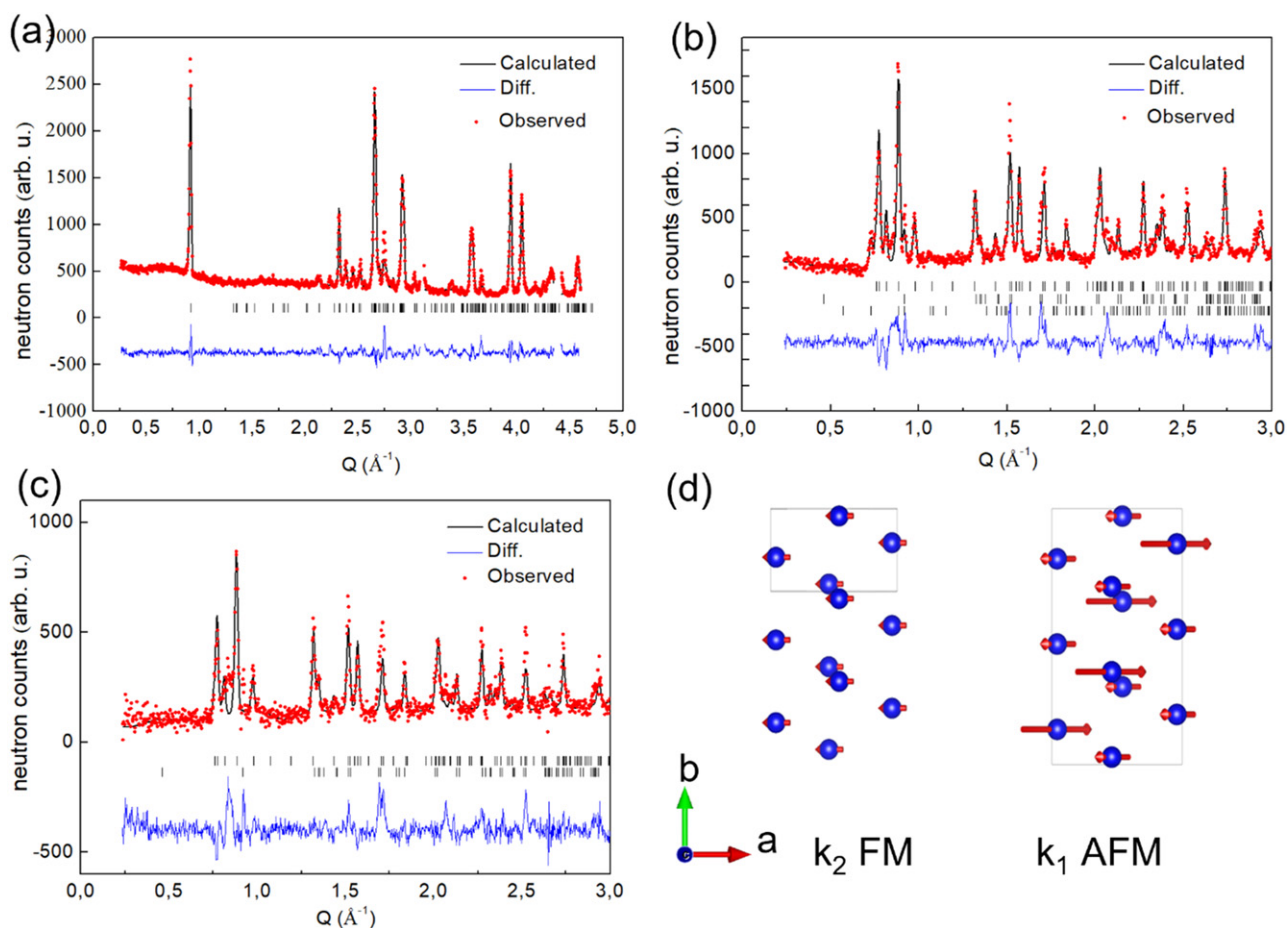 (a)
3000
2500
2000
1500
1000
500
0
-500
-1000
neutron counts (arb. u.)
Calculated
Diff.
Observed
0,0 0,5 1,0 1,5 2,0 2,5 3,0 3,5 4,0 4,5 5,0
Q (Å⁻¹)
(b)
1500
1000
500
0
-500
-1000
neutron counts (arb. u.)
Calculated
Diff.
Observed
0,0 0,5 1,0 1,5 2,0 2,5 3,0
Q (Å⁻¹)
(c)
1000
500
0
-500
neutron counts (arb. u.)
Calculated
Diff.
Observed
0,0 0,5 1,0 1,5 2,0 2,5 3,0
Q (Å⁻¹)
(d)
b
a
k₂ FM
k₁ AFM